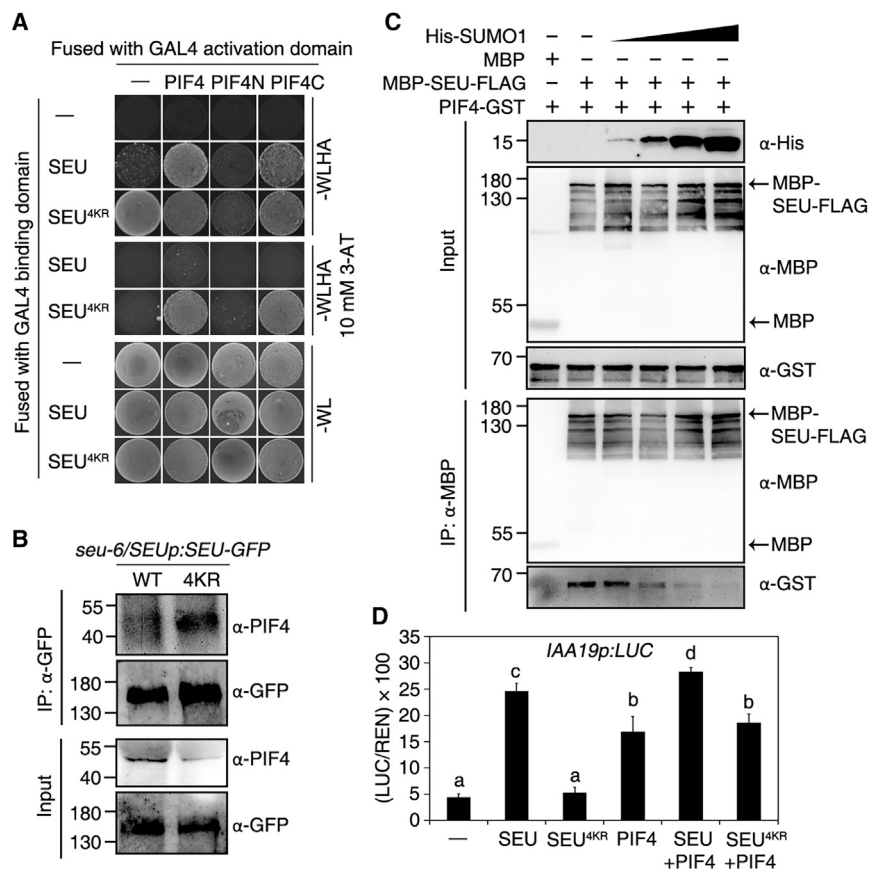 A
Fused with GAL4 activation domain
— PIF4 PIF4N PIF4C
Fused with GAL4 binding domain
—
SEU
SEU4KR
-WLHA
SEU
SEU4KR
-WLHA
10 mM 3-AT
—
SEU
SEU4KR
-WL
B
seu-6/SEUp:SEU-GFP
WT 4KR
IP: α-GFP
55
40
α-PIF4
180
130
α-GFP
Input
55
40
α-PIF4
180
130
α-GFP
C
His-SUMO1 – –
MBP + – – – – –
MBP-SEU-FLAG – + + + + +
PIF4-GST + + + + + +
Input
15
α-His
180
130
MBP-
SEU-FLAG
α-MBP
55
MBP
70
α-GST
IP: α-MBP
180
130
MBP-
SEU-FLAG
α-MBP
55
MBP
70
α-GST
D
IAA19p:LUC
(LUC/REN) × 100
35
30
25
20
15
10
5
0
a c a b d b
— SEU SEU4KR PIF4 SEU +PIF4 SEU4KR +PIF4